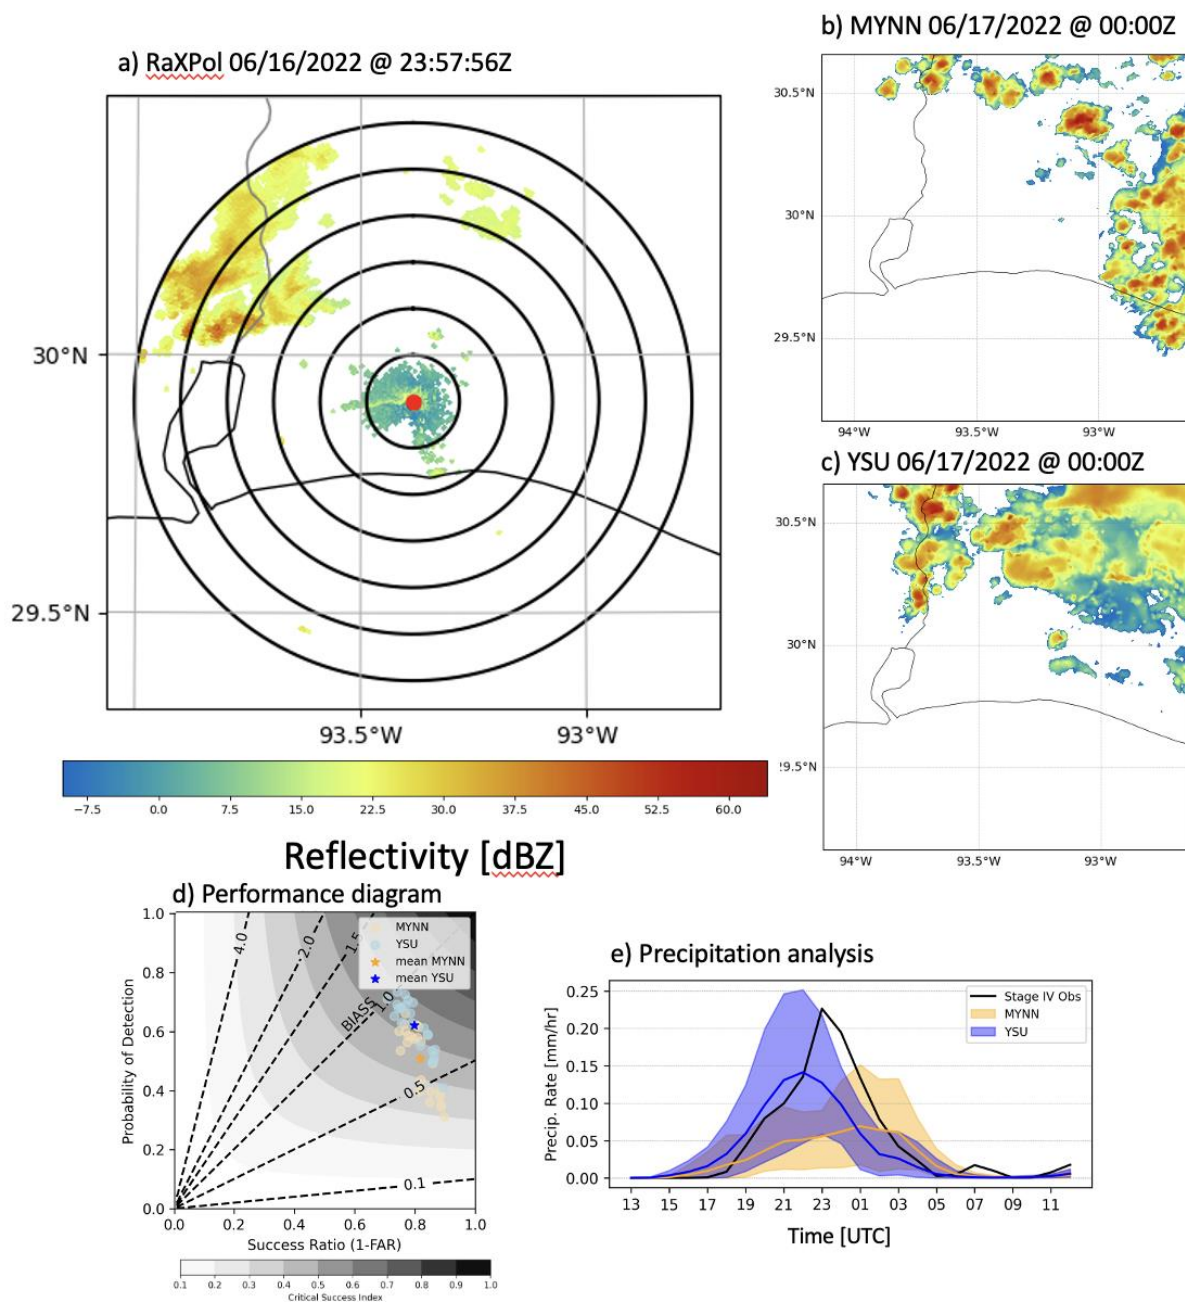 a) RaXPol 06/16/2022 @ 23:57:56Z
30°N
29.5°N
93.5°W 93°W
−7.5 0.0 7.5 15.0 22.5 30.0 37.5 45.0 52.5 60.0
Reflectivity [dBZ]
b) MYNN 06/17/2022 @ 00:00Z
30.5°N
30°N
29.5°N
94°W 93.5°W 93°W
c) YSU 06/17/2022 @ 00:00Z
30.5°N
30°N
!9.5°N
94°W 93.5°W 93°W
d) Performance diagram
Probability of Detection
1.0
0.8
0.6
0.4
0.2
0.0
0.0 0.2 0.4 0.6 0.8 1.0
Success Ratio (1-FAR)
4.0
2.0
1.5
BIAS
1.0
0.5
0.1
MYNN
YSU
mean MYNN
mean YSU
0.1 0.2 0.3 0.4 0.5 0.6 0.7 0.8 0.9 1.0
Critical Success Index
e) Precipitation analysis
Precip. Rate [mm/hr]
0.25
0.20
0.15
0.10
0.05
0.00
Stage IV Obs
MYNN
YSU
13 15 17 19 21 23 01 03 05 07 09 11
Time [UTC]